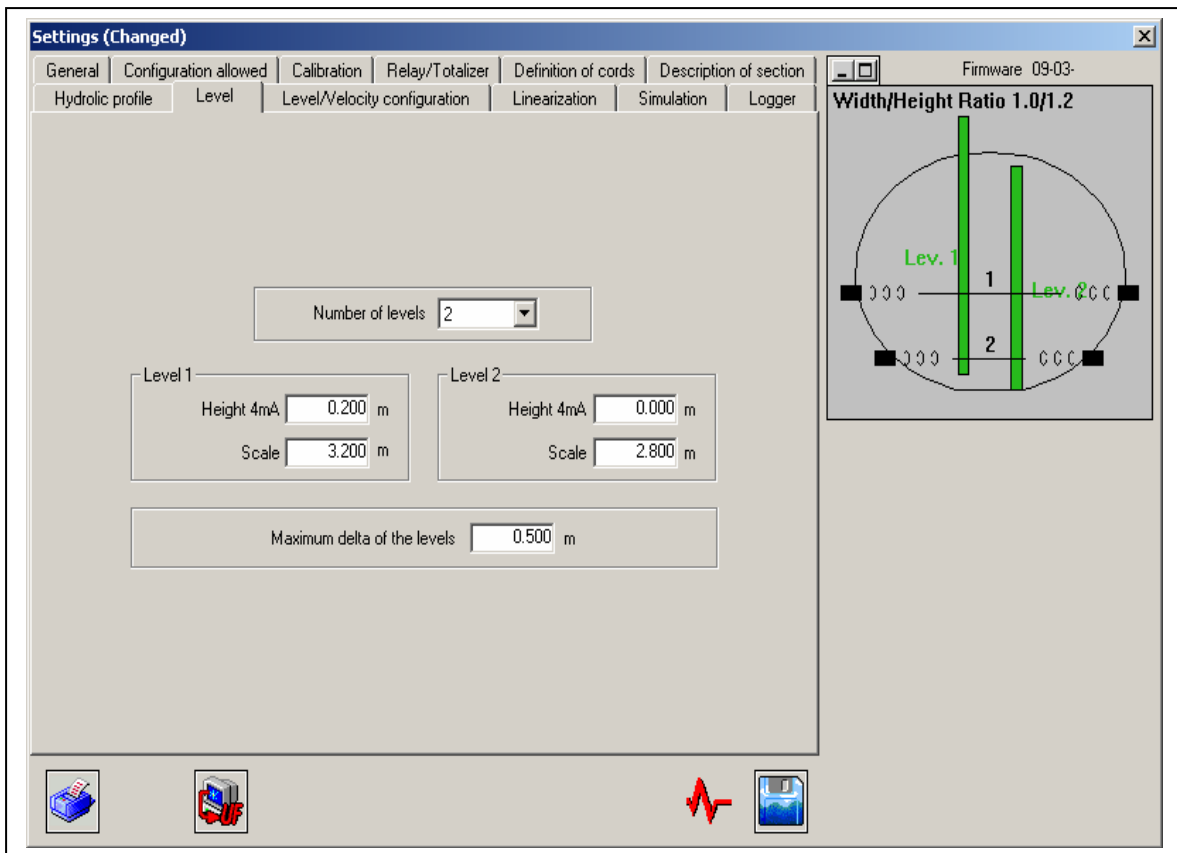 Settings (Changed)
General Configuration allowed Calibration Relay/Totalizer Definition of cords Description of section
Hydrolic profile Level Level/Velocity configuration Linearization Simulation Logger
Firmware 09-03-
Width/Height Ratio 1.0/1.2
Lev. 1
1
Lev. 2
2
Number of levels 2
Level 1
Height 4mA 0.200 m
Scale 3.200 m
Level 2
Height 4mA 0.000 m
Scale 2.800 m
Maximum delta of the levels 0.500 m
UF